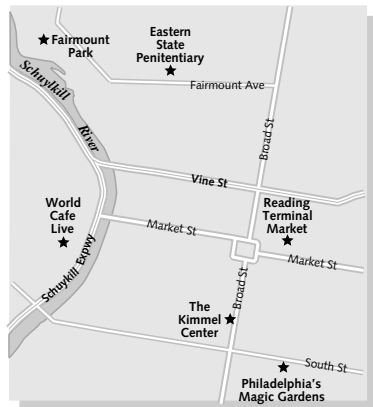 Fairmount
Park
Eastern
State
Penitentiary
Schuylkill
River
Fairmount Ave
Broad St
Vine St
World
Cafe
Live
Reading
Terminal
Market
Market St
Market St
Schuykill Expwy
Broad St
The
Kimmel
Center
South St
Philadelphia's
Magic Gardens